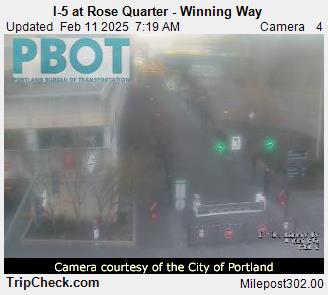 I-5 at Rose Quarter - Winning Way
Updated Feb 11 2025 7:19 AM Camera 4
PBOT
PORTLAND BUREAU OF TRANSPORTATION
Camera courtesy of the City of Portland
TripCheck.com Milepost302.00